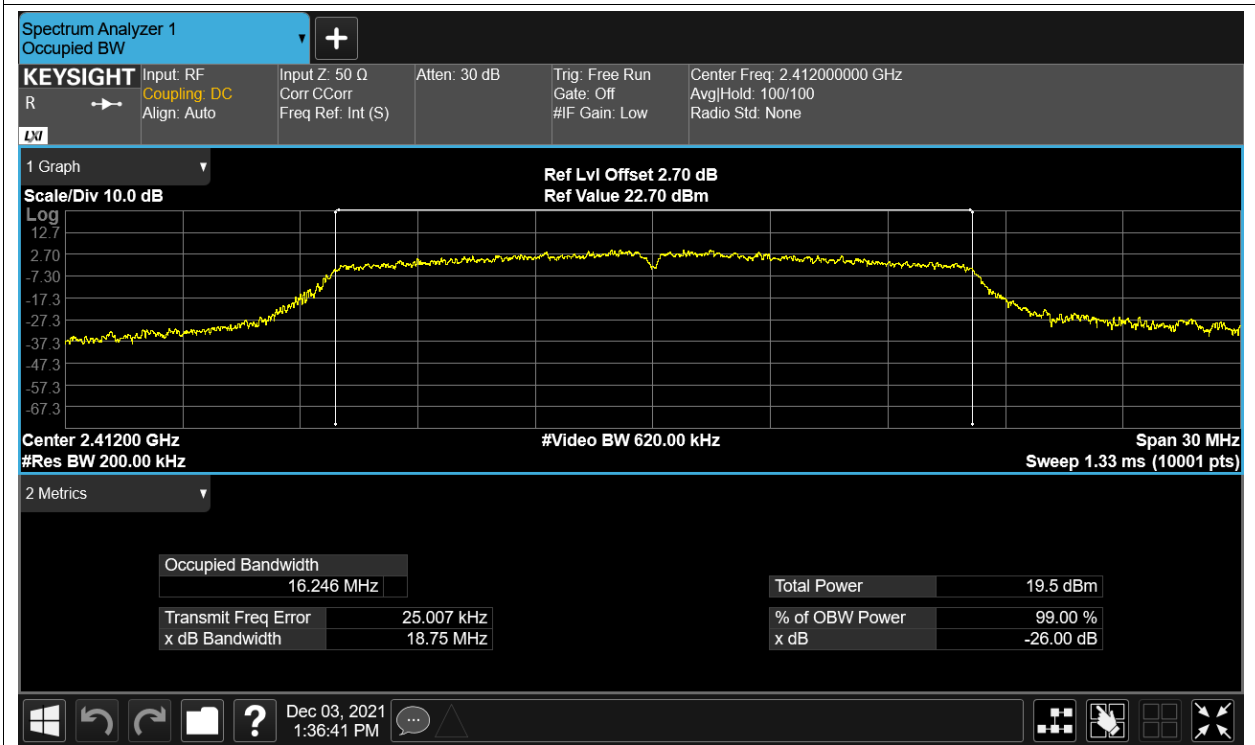 Spectrum Analyzer 1
Occupied BW
KEYSIGHT Input: RF Input Z: 50 Ω Atten: 30 dB Trig: Free Run Center Freq: 2.412000000 GHz
R Coupling: DC Corr CCorr Gate: Off Avg|Hold: 100/100
Align: Auto Freq Ref: Int (S) #IF Gain: Low Radio Std: None
LXI
1 Graph
Ref Lvl Offset 2.70 dB
Scale/Div 10.0 dB Ref Value 22.70 dBm
Log
12.7
2.70
-7.30
-17.3
-27.3
-37.3
-47.3
-57.3
-67.3
Center 2.41200 GHz #Video BW 620.00 kHz Span 30 MHz
#Res BW 200.00 kHz Sweep 1.33 ms (10001 pts)
2 Metrics
Occupied Bandwidth
16.246 MHz Total Power 19.5 dBm
Transmit Freq Error 25.007 kHz % of OBW Power 99.00 %
x dB Bandwidth 18.75 MHz x dB -26.00 dB
? Dec 03, 2021
1:36:41 PM